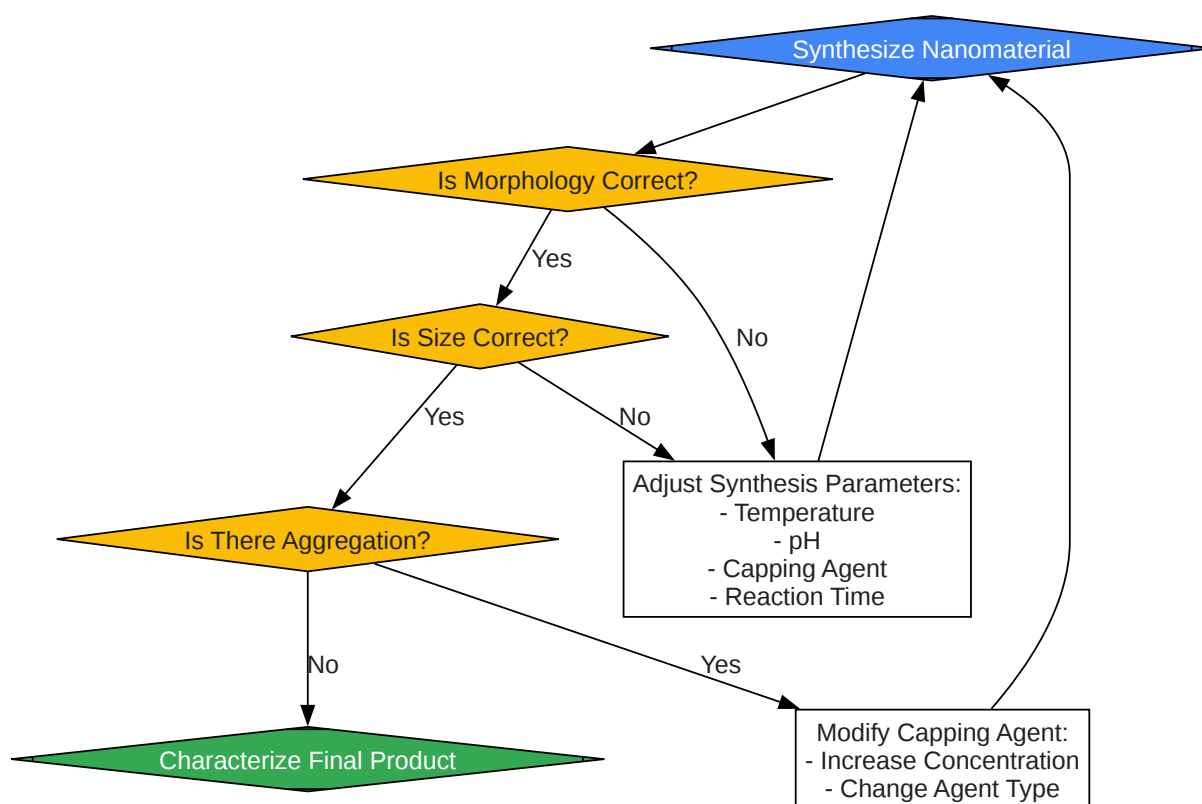 Synthesize Nanomaterial
Is Morphology Correct?
Yes
Is Size Correct?
No
No
Yes
Adjust Synthesis Parameters:
- Temperature
- pH
- Capping Agent
- Reaction Time
Is There Aggregation?
No
Yes
Modify Capping Agent:
- Increase Concentration
- Change Agent Type
Characterize Final Product